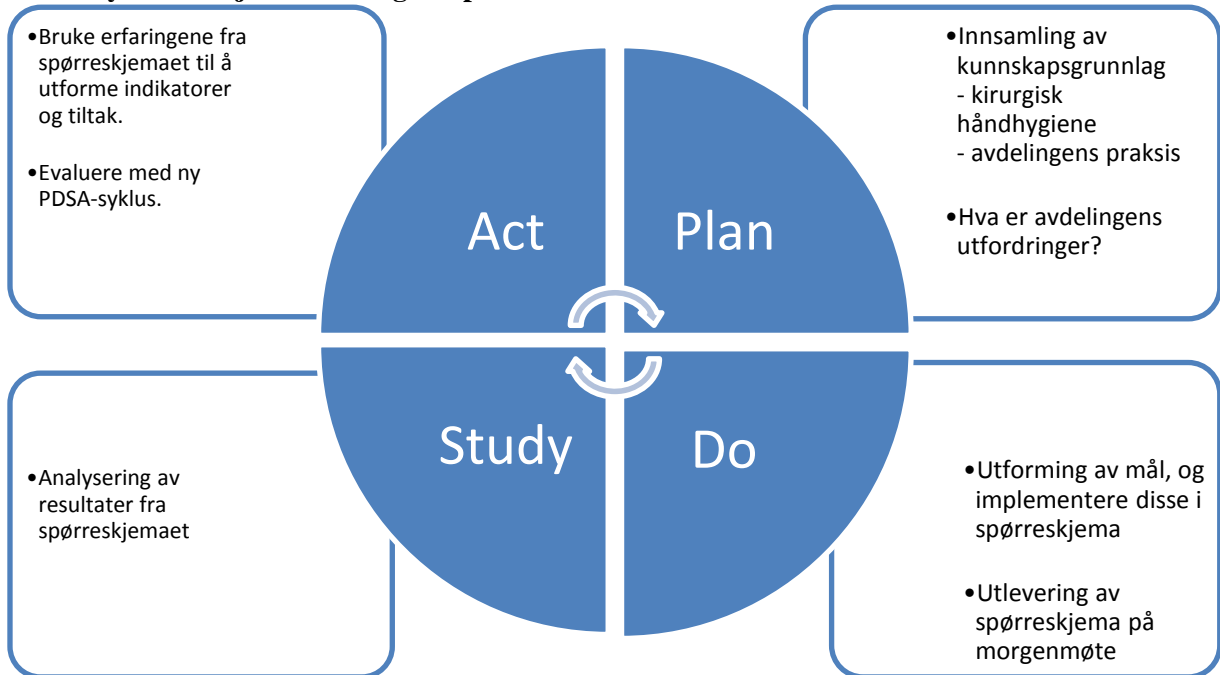 •Bruke erfaringene fra
spørreskjemaet til å
utforme indikatorer
og tiltak.
•Evaluere med ny
PDSA-syklus.
Act
Plan
•Innsamling av
kunnskapsgrunnlag
- kirurgisk
håndhygiene
- avdelingens praksis
•Hva er avdelingens
utfordringer?
Study
•Analysering av
resultater fra
spørreskjemaet
Do
•Utforming av mål, og
implementere disse i
spørreskjema
•Utlevering av
spørreskjema på
morgenmøte